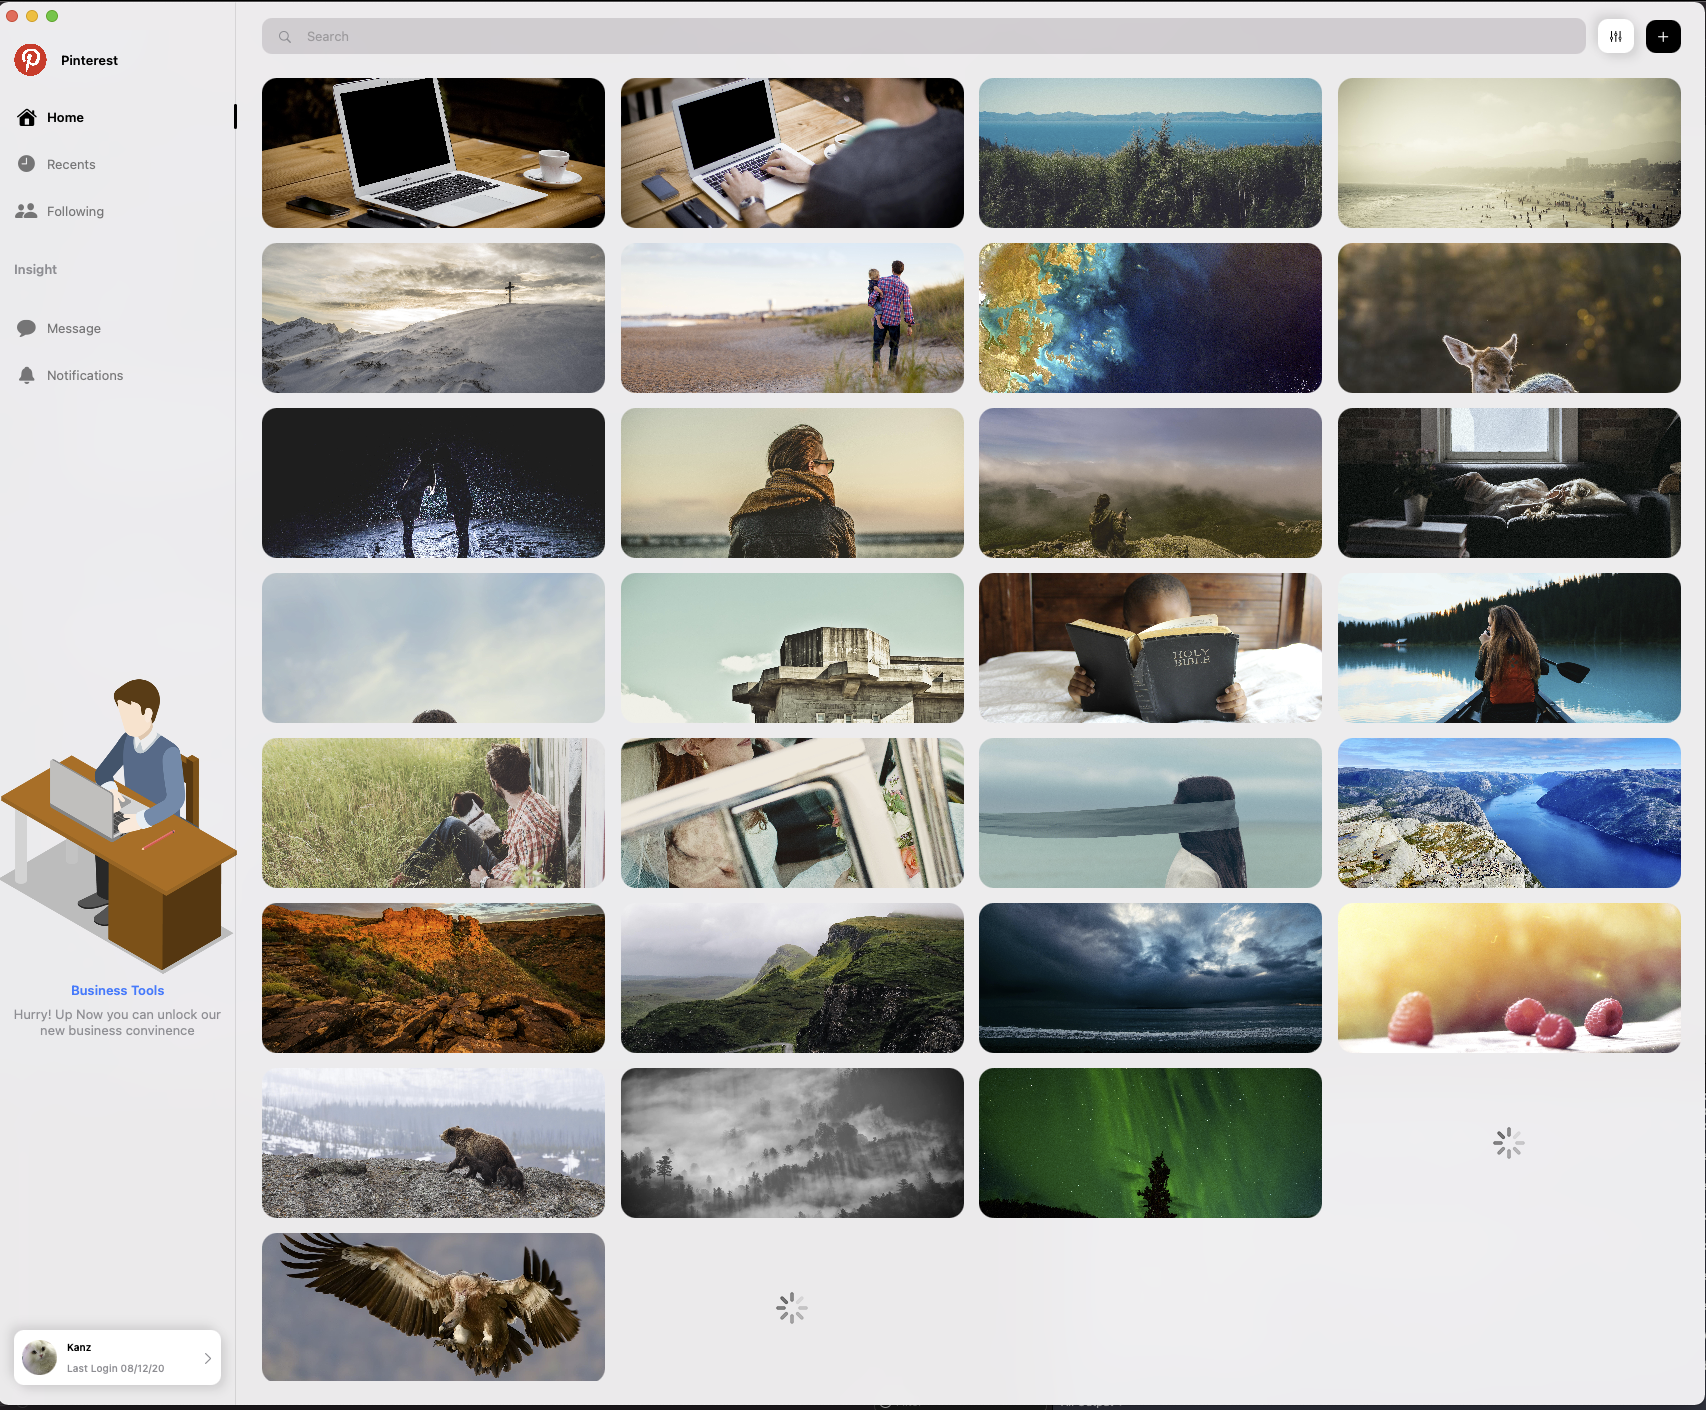 Pinterest
Search
Home
Recents
Following
Insight
Message
Notifications
HOLY
BIBLE
Business Tools
Hurry! Up Now you can unlock our
new business convinence
Kanz
Last Login 08/12/20